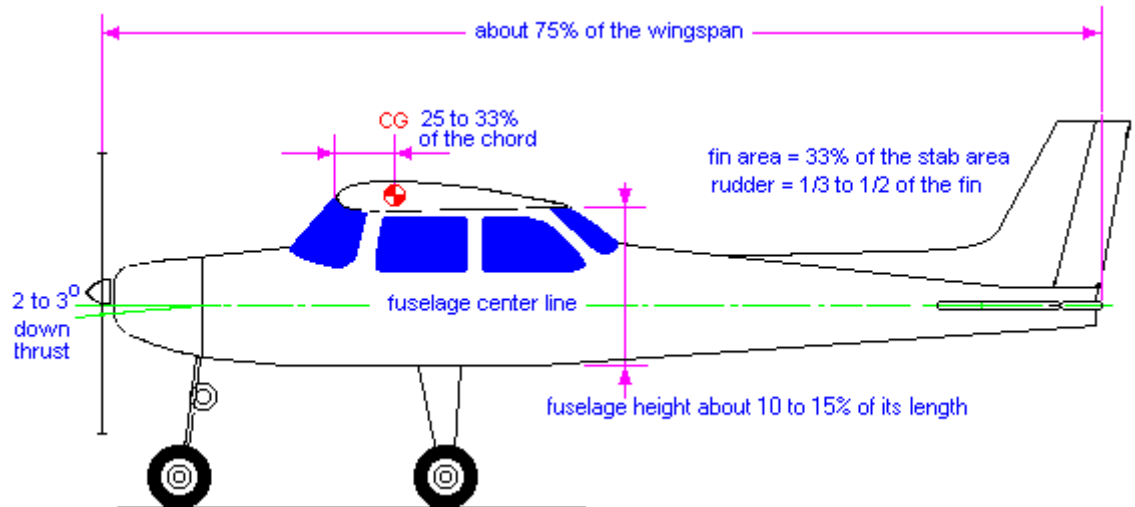 about 75% of the wingspan
CG 25 to 33%
of the chord
fin area = 33% of the stab area
rudder = 1/3 to 1/2 of the fin
2 to 3°
down
thrust
fuselage center line
fuselage height about 10 to 15% of its length